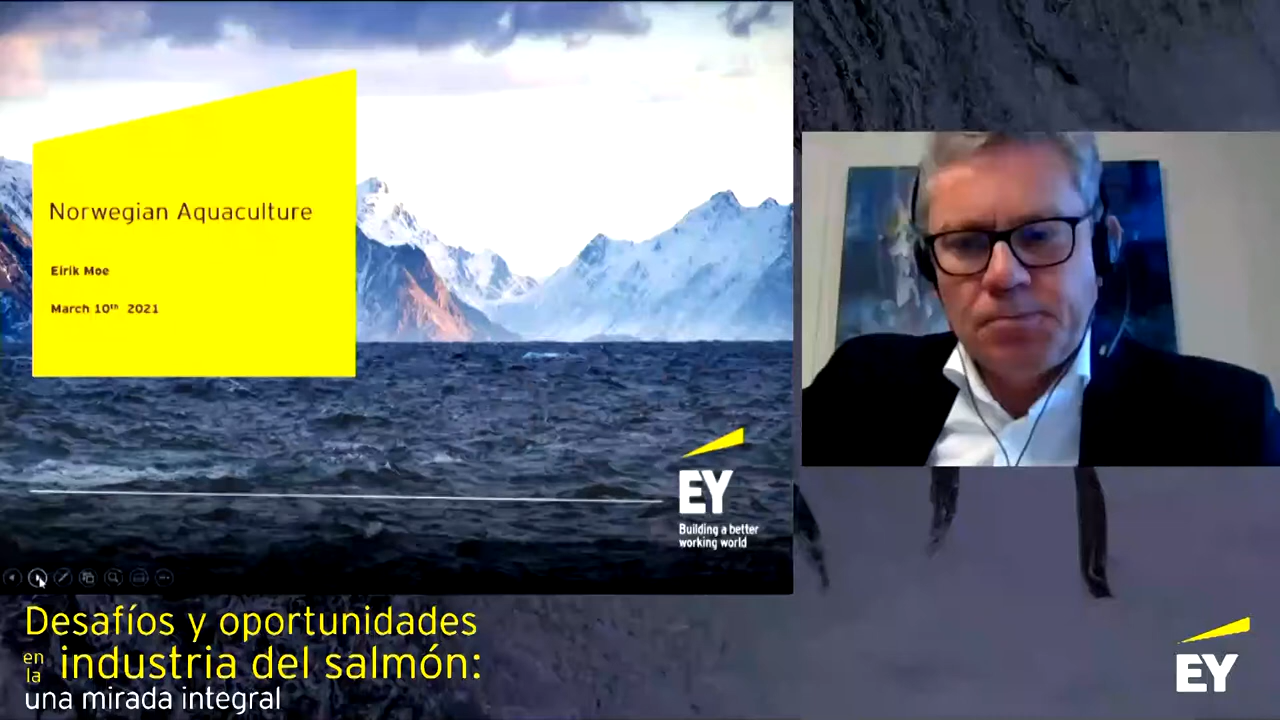 Norwegian Aquaculture
Eirik Moe
March 10th 2021
EY
Building a better
working world
Desafíos y oportunidades
en la industria del salmón:
una mirada integral
EY